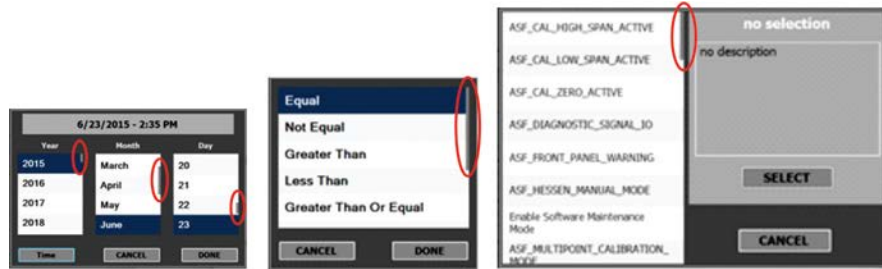 6/23/2015 - 2:35 PM
Year Month Day
2015 March 20
2016 April 21
2017 May 22
2018 June 23
Time CANCEL DONE
Equal
Not Equal
Greater Than
Less Than
Greater Than Or Equal
CANCEL DONE
ASF_CAL_HIGH_SPAN_ACTIVE
ASF_CAL_LOW_SPAN_ACTIVE
ASF_CAL_ZERO_ACTIVE
ASF_DIAGNOSTIC_SIGNAL_IO
ASF_FRONT_PANEL_WARNING
ASF_HESSEN_MANUAL_MODE
Enable Software Maintenance
Mode
ASF_MULTIPOINT_CALIBRATION_
MODE
no selection
no description
SELECT
CANCEL